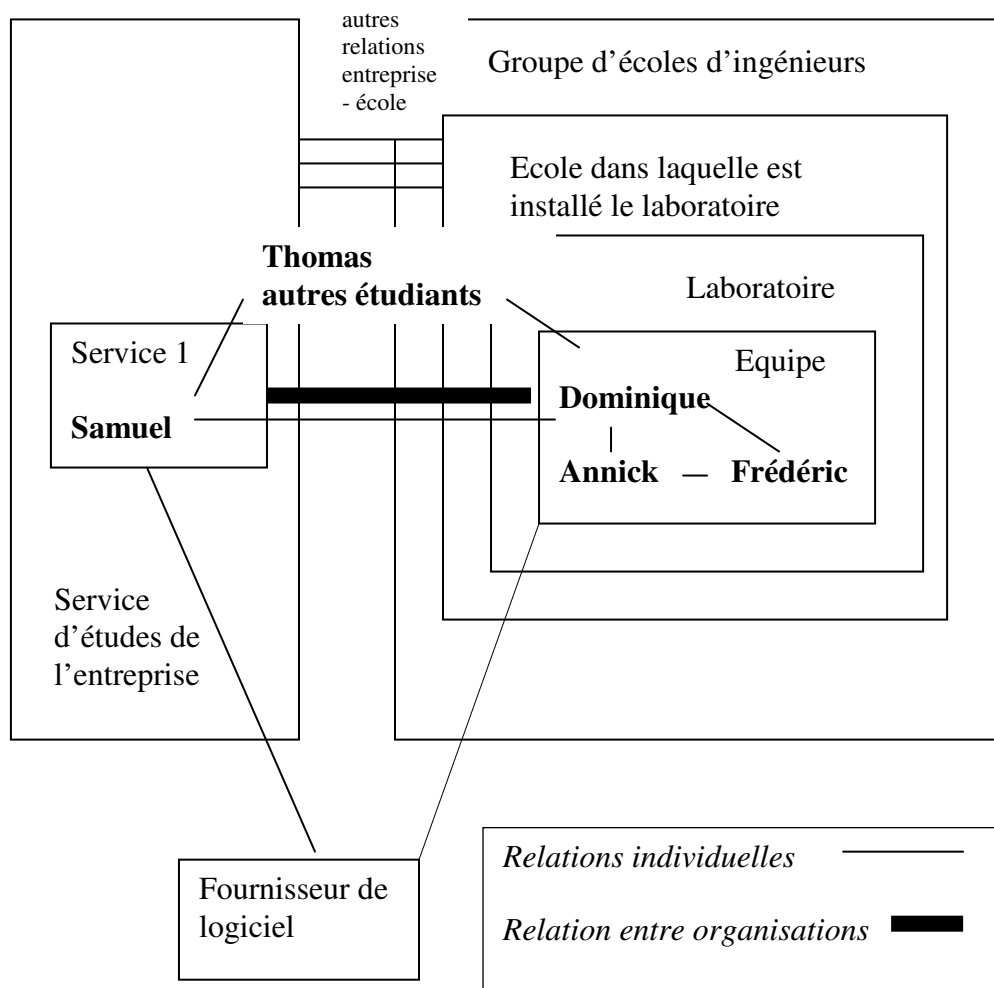 autres
relations
entreprise
- école
Groupe d’écoles d’ingénieurs
Ecole dans laquelle est
installé le laboratoire
Thomas
autres étudiants
Laboratoire
Service 1
Equipe
Samuel
Dominique
Annick
Frédéric
Service
d’études de
l’entreprise
Fournisseur de
logiciel
Relations individuelles
Relation entre organisations